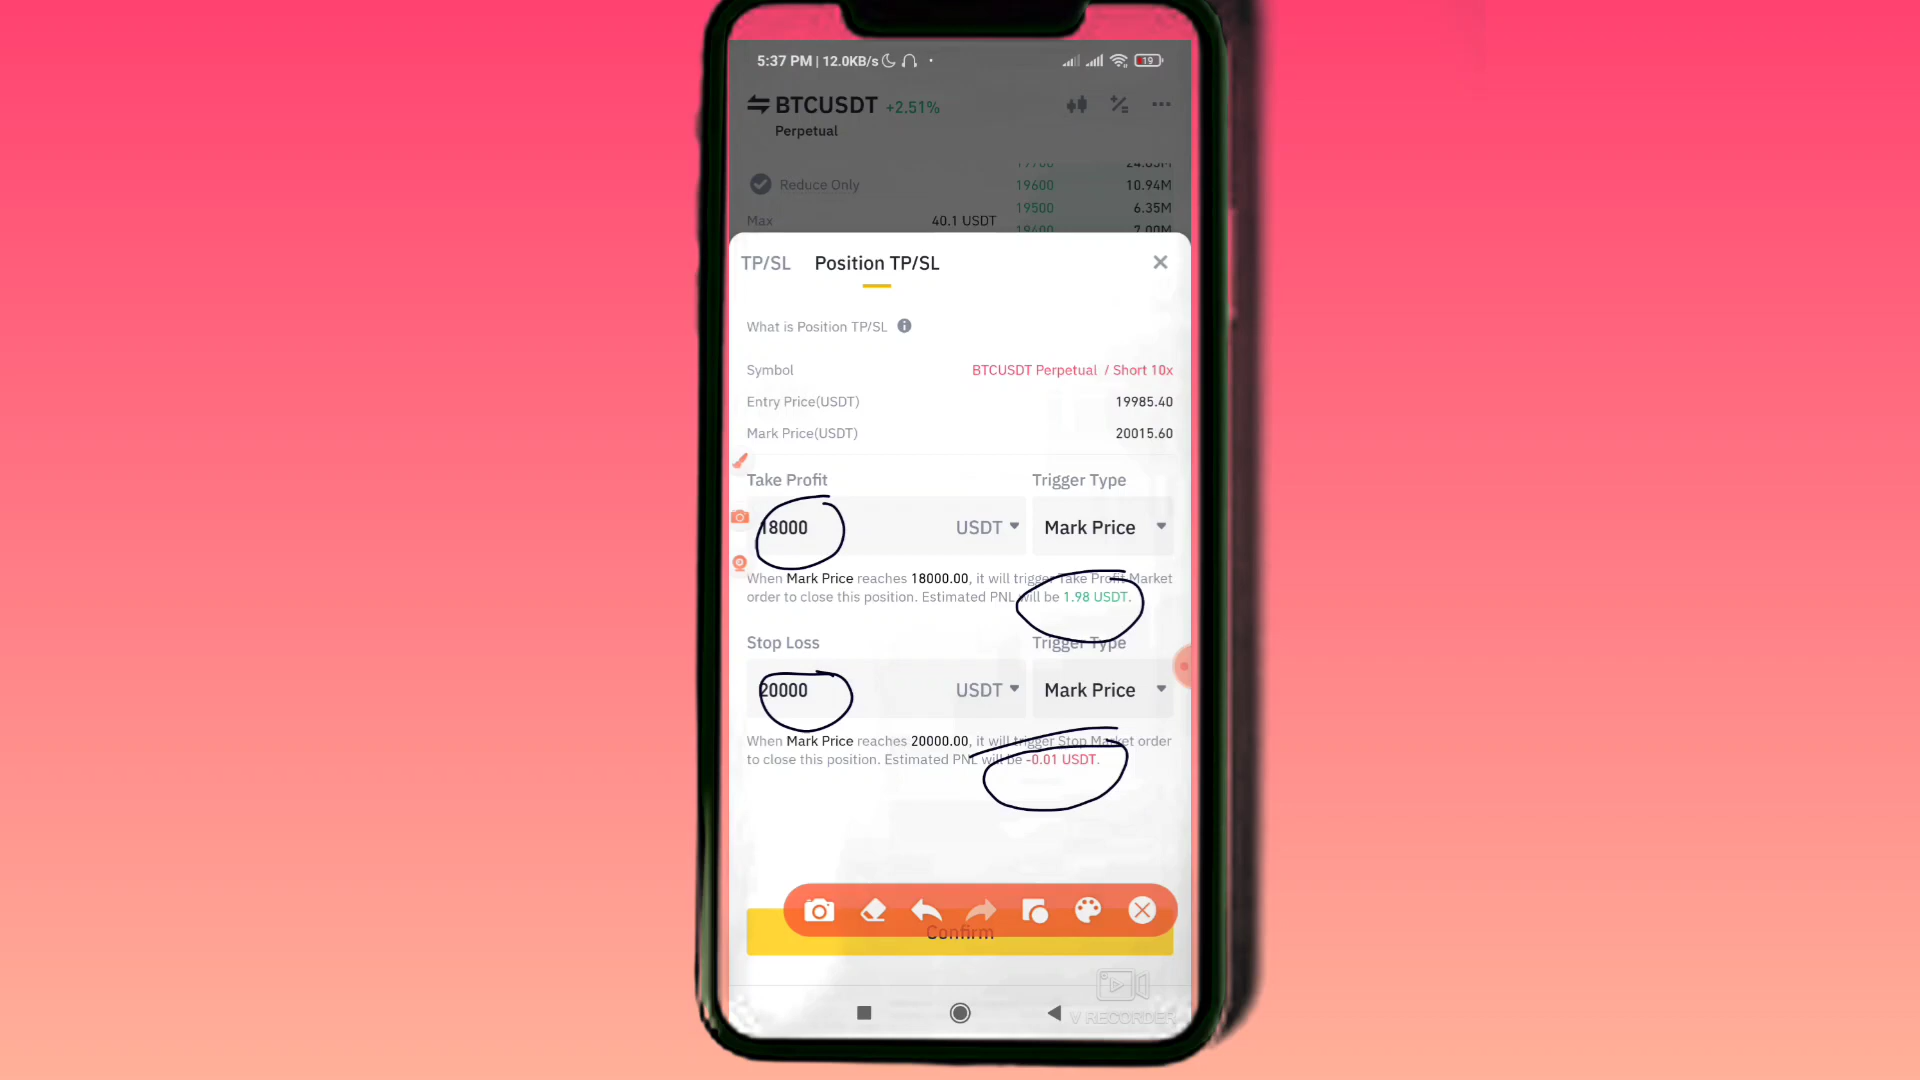 5:37 PM | 12.0KB/s
19
BTCUSDT +2.51%
Perpetual
Reduce Only
19600 10.94M
19500 6.35M
Max 40.1 USDT
TP/SL Position TP/SL
What is Position TP/SL
Symbol BTCUSDT Perpetual / Short 10x
Entry Price(USDT) 19985.40
Mark Price(USDT) 20015.60
Take Profit Trigger Type
18000 USDT Mark Price
When Mark Price reaches 18000.00, it will trigger Take Profit Market
order to close this position. Estimated PNL will be 1.98 USDT.
Stop Loss Trigger Type
20000 USDT Mark Price
When Mark Price reaches 20000.00, it will trigger Stop Market order
to close this position. Estimated PNL will be -0.01 USDT.
Confirm
V RECORDER